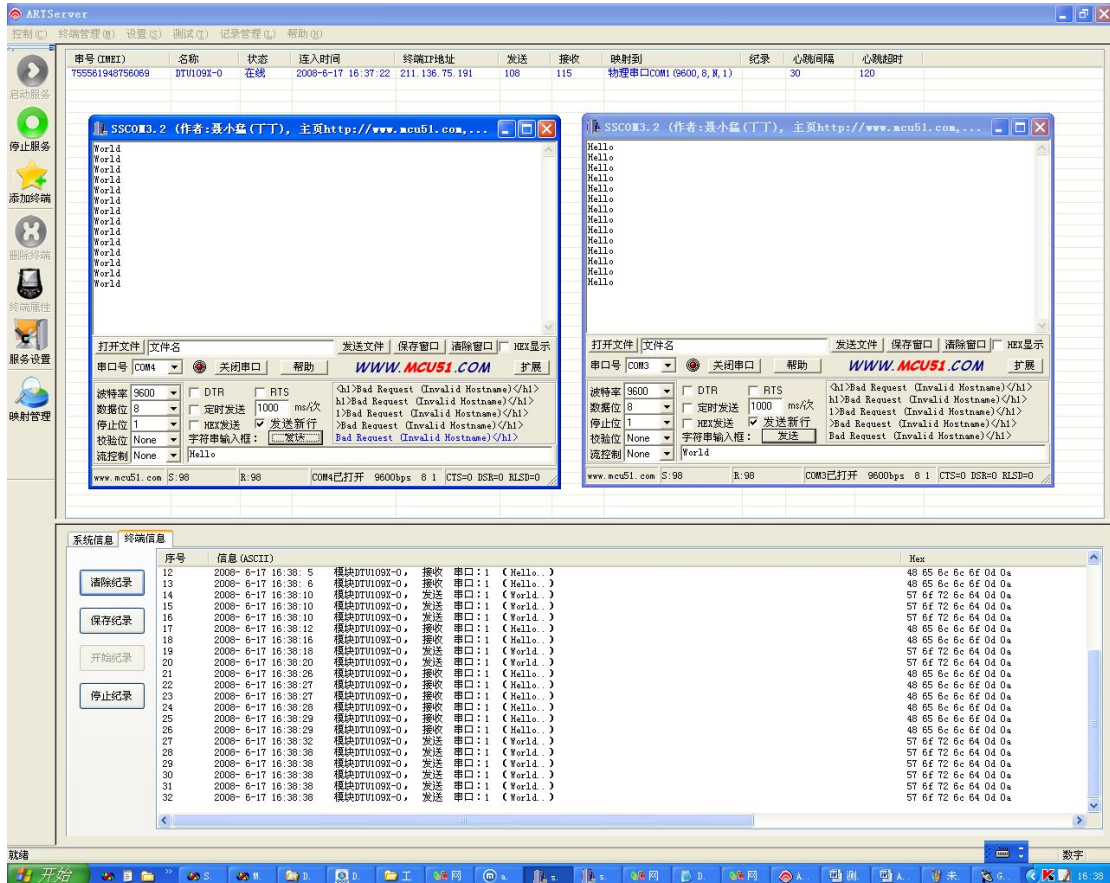 ARTServer
控制(C) 终端管理(M) 设置(S) 测试(T) 记录管理(L) 帮助(H)
启动服务
停止服务
添加终端
删除终端
终端属性
服务设置
映射管理
串号(IMEI) 名称 状态 连入时间 终端IP地址 发送 接收 映射到 纪录 心跳间隔 心跳超时
755561948756069 DTU109X-0 在线 2008-6-17 16:37:22 211.136.75.191 108 115 物理串口COM1(9600,8,N,1) 30 120
SSCOM3.2 (作者:聂小猛(丁丁), 主页http://www.mcu51.com,...
World
World
World
World
World
World
World
World
World
World
World
World
World
World
打开文件 文件名 发送文件 保存窗口 清除窗口 HEX显示
串口号 COM4 关闭串口 帮助 WWW.MCU51.COM 扩展
波特率 9600 DTR RTS
数据位 8 定时发送 1000 ms/次
停止位 1 HEX发送 发送新行
校验位 None 字符串输入框: 发送
流控制 None Hello
<h1>Bad Request (Invalid Hostname)</h1>
h1>Bad Request (Invalid Hostname)</h1>
1>Bad Request (Invalid Hostname)</h1>
>Bad Request (Invalid Hostname)</h1>
Bad Request (Invalid Hostname)</h1>
www.mcu51.com S:98 R:98 COM4已打开 9600bps 8 1 CTS=0 DSR=0 RLSD=0
SSCOM3.2 (作者:聂小猛(丁丁), 主页http://www.mcu51.com,...
Hello
Hello
Hello
Hello
Hello
Hello
Hello
Hello
Hello
Hello
Hello
Hello
Hello
Hello
打开文件 文件名 发送文件 保存窗口 清除窗口 HEX显示
串口号 COM3 关闭串口 帮助 WWW.MCU51.COM 扩展
波特率 9600 DTR RTS
数据位 8 定时发送 1000 ms/次
停止位 1 HEX发送 发送新行
校验位 None 字符串输入框: 发送
流控制 None World
<h1>Bad Request (Invalid Hostname)</h1>
h1>Bad Request (Invalid Hostname)</h1>
1>Bad Request (Invalid Hostname)</h1>
>Bad Request (Invalid Hostname)</h1>
Bad Request (Invalid Hostname)</h1>
www.mcu51.com S:98 R:98 COM3已打开 9600bps 8 1 CTS=0 DSR=0 RLSD=0
系统信息 终端信息
清除纪录
保存纪录
开始纪录
停止纪录
序号 信息(ASCII) Hex
12 2008- 6-17 16:38: 5 模块DTU109X-0, 接收 串口:1 (Hello..) 48 65 6c 6c 6f 0d 0a
13 2008- 6-17 16:38: 6 模块DTU109X-0, 接收 串口:1 (Hello..) 48 65 6c 6c 6f 0d 0a
14 2008- 6-17 16:38:10 模块DTU109X-0, 发送 串口:1 (World..) 57 6f 72 6c 64 0d 0a
15 2008- 6-17 16:38:10 模块DTU109X-0, 发送 串口:1 (World..) 57 6f 72 6c 64 0d 0a
16 2008- 6-17 16:38:10 模块DTU109X-0, 发送 串口:1 (World..) 57 6f 72 6c 64 0d 0a
17 2008- 6-17 16:38:12 模块DTU109X-0, 接收 串口:1 (Hello..) 48 65 6c 6c 6f 0d 0a
18 2008- 6-17 16:38:16 模块DTU109X-0, 接收 串口:1 (Hello..) 48 65 6c 6c 6f 0d 0a
19 2008- 6-17 16:38:18 模块DTU109X-0, 发送 串口:1 (World..) 57 6f 72 6c 64 0d 0a
20 2008- 6-17 16:38:20 模块DTU109X-0, 发送 串口:1 (World..) 57 6f 72 6c 64 0d 0a
21 2008- 6-17 16:38:26 模块DTU109X-0, 接收 串口:1 (Hello..) 48 65 6c 6c 6f 0d 0a
22 2008- 6-17 16:38:27 模块DTU109X-0, 接收 串口:1 (Hello..) 48 65 6c 6c 6f 0d 0a
23 2008- 6-17 16:38:27 模块DTU109X-0, 接收 串口:1 (Hello..) 48 65 6c 6c 6f 0d 0a
24 2008- 6-17 16:38:28 模块DTU109X-0, 接收 串口:1 (Hello..) 48 65 6c 6c 6f 0d 0a
25 2008- 6-17 16:38:29 模块DTU109X-0, 接收 串口:1 (Hello..) 48 65 6c 6c 6f 0d 0a
26 2008- 6-17 16:38:29 模块DTU109X-0, 接收 串口:1 (Hello..) 48 65 6c 6c 6f 0d 0a
27 2008- 6-17 16:38:32 模块DTU109X-0, 发送 串口:1 (World..) 57 6f 72 6c 64 0d 0a
28 2008- 6-17 16:38:38 模块DTU109X-0, 发送 串口:1 (World..) 57 6f 72 6c 64 0d 0a
29 2008- 6-17 16:38:38 模块DTU109X-0, 发送 串口:1 (World..) 57 6f 72 6c 64 0d 0a
30 2008- 6-17 16:38:38 模块DTU109X-0, 发送 串口:1 (World..) 57 6f 72 6c 64 0d 0a
31 2008- 6-17 16:38:38 模块DTU109X-0, 发送 串口:1 (World..) 57 6f 72 6c 64 0d 0a
32 2008- 6-17 16:38:38 模块DTU109X-0, 发送 串口:1 (World..) 57 6f 72 6c 64 0d 0a
就绪 数字
开始 S. M. D. D. 工 网 a. s. s. 网 D. 网 A.. 测. A.. 未. G.. 16:38